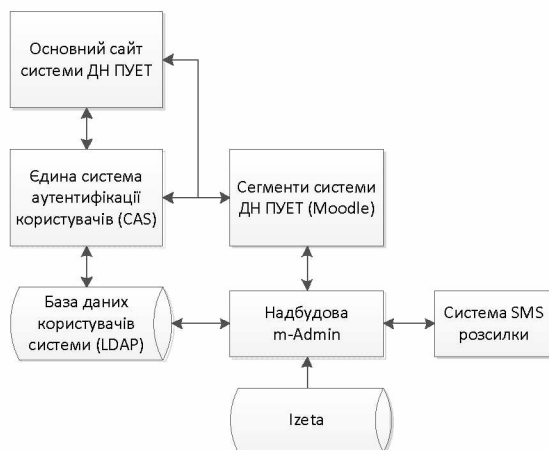 Основний сайт
системи ДН ПУЕТ
Єдина система
аутентифікації
користувачів (CAS)
Сегменти системи
ДН ПУЕТ (Moodle)
База даних
користувачів
системи (LDAP)
Надбудова
m-Admin
Система SMS
розсилки
Izeta